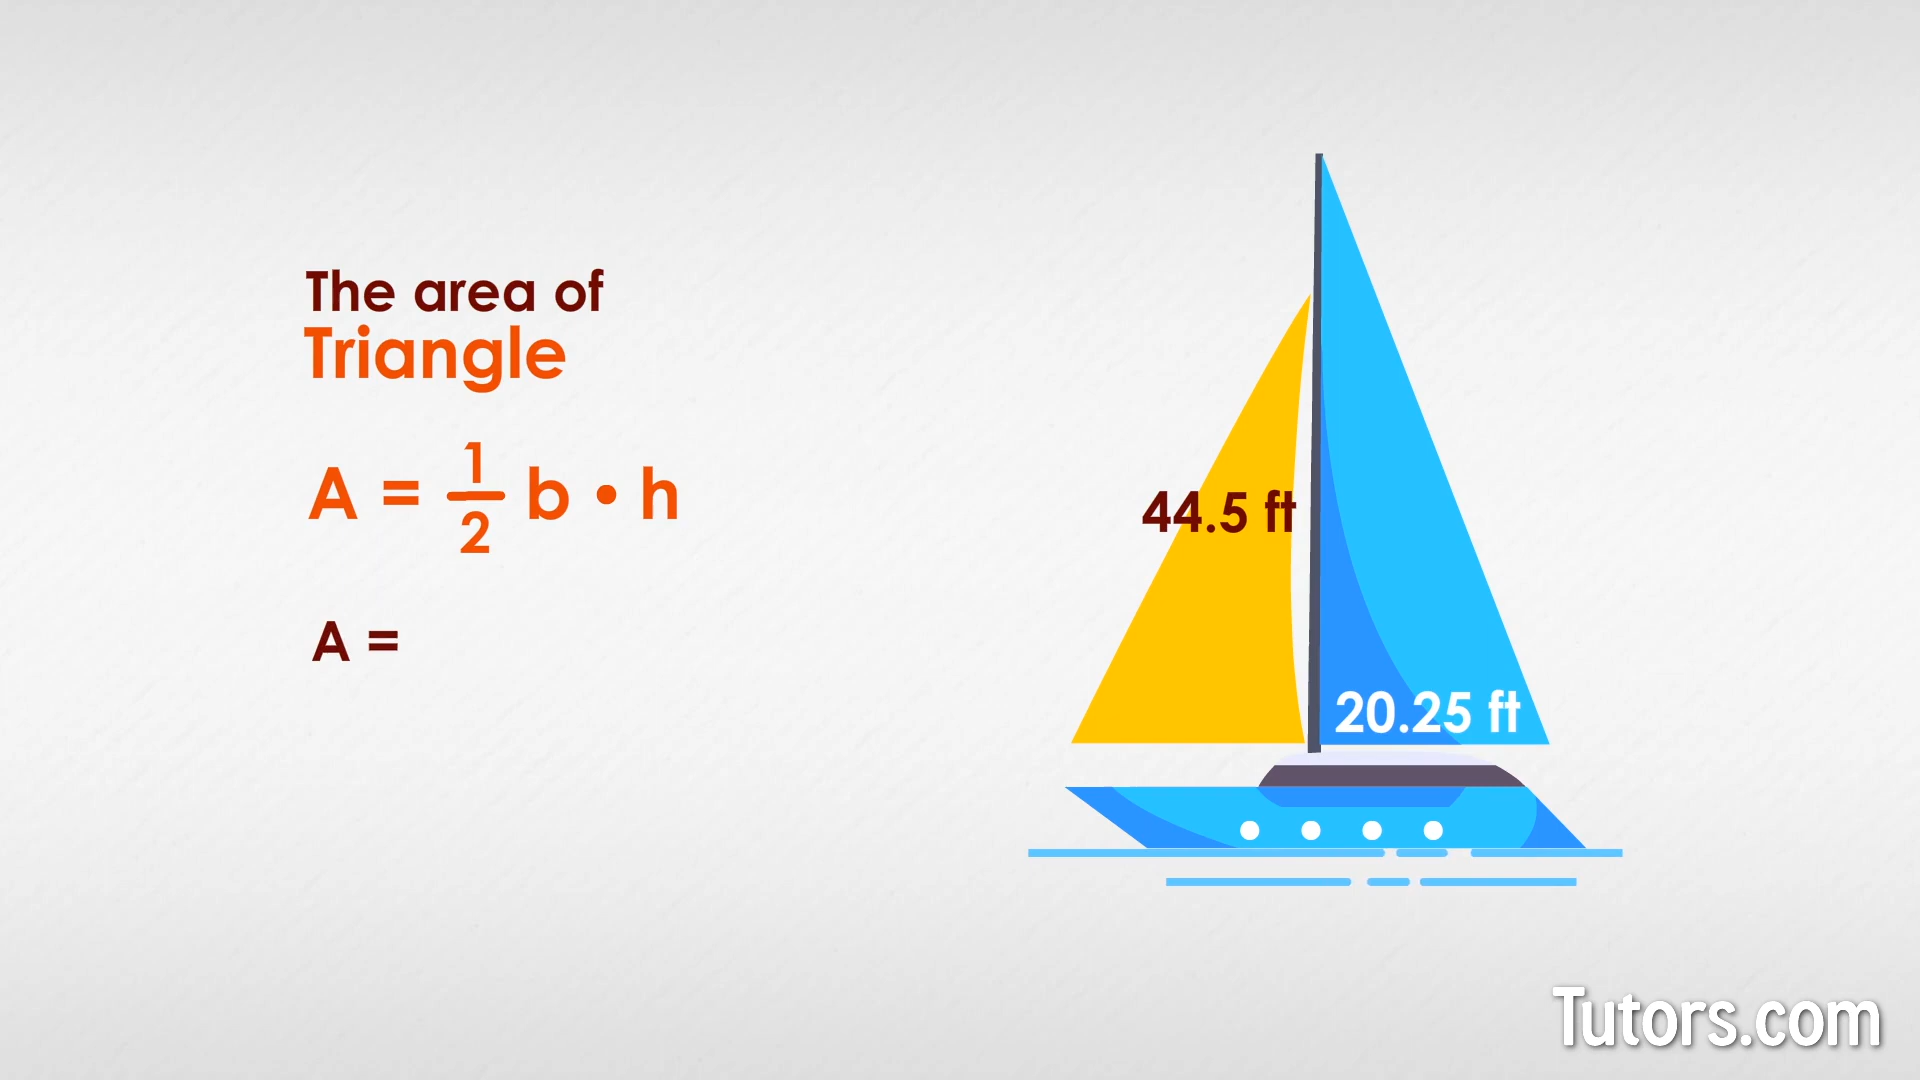 The area of
Triangle
A = 1/2 b • h
A =
44.5 ft
20.25 ft
Tutors.com